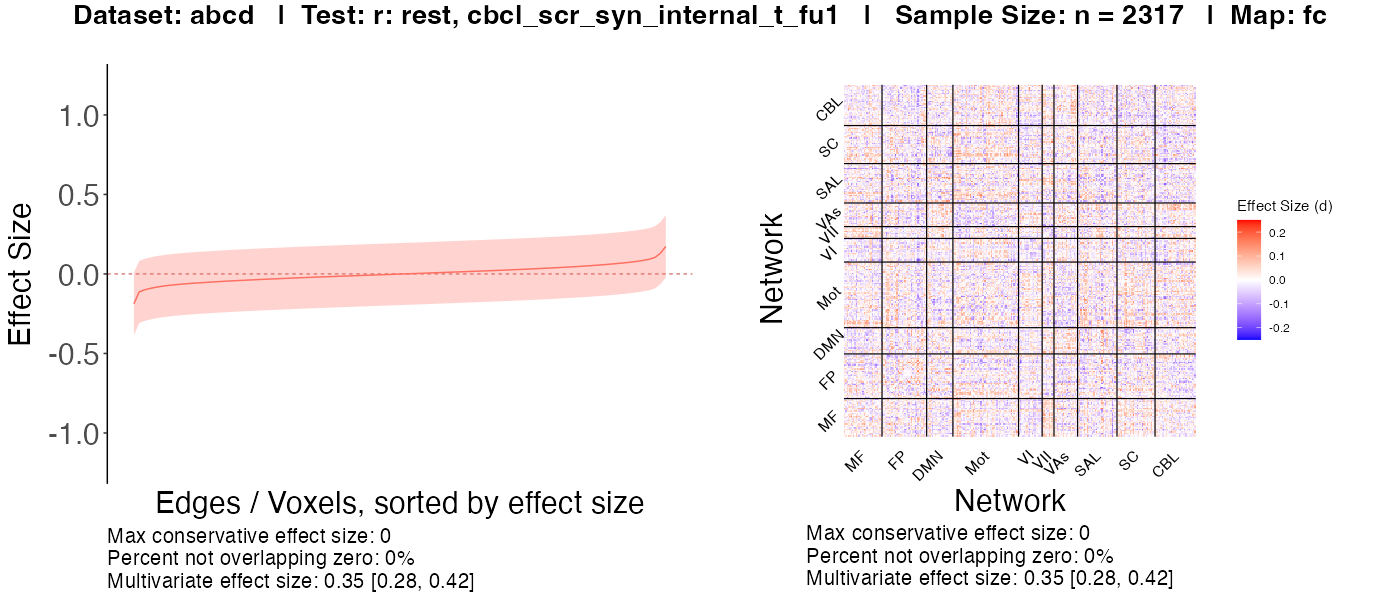 Dataset: abcd | Test: r: rest, cbcl_scr_syn_internal_t_fu1 | Sample Size: n = 2317 | Map: fc
Effect Size
1.0
0.5
0.0
-0.5
-1.0
Edges / Voxels, sorted by effect size
Max conservative effect size: 0
Percent not overlapping zero: 0%
Multivariate effect size: 0.35 [0.28, 0.42]
Network
CBL
SC
SAL
VAs
VII
VI
Mot
DMN
FP
MF
MF
FP
DMN
Mot
VI
VII
VAs
SAL
SC
CBL
Network
Max conservative effect size: 0
Percent not overlapping zero: 0%
Multivariate effect size: 0.35 [0.28, 0.42]
Effect Size (d)
0.2
0.1
0.0
-0.1
-0.2